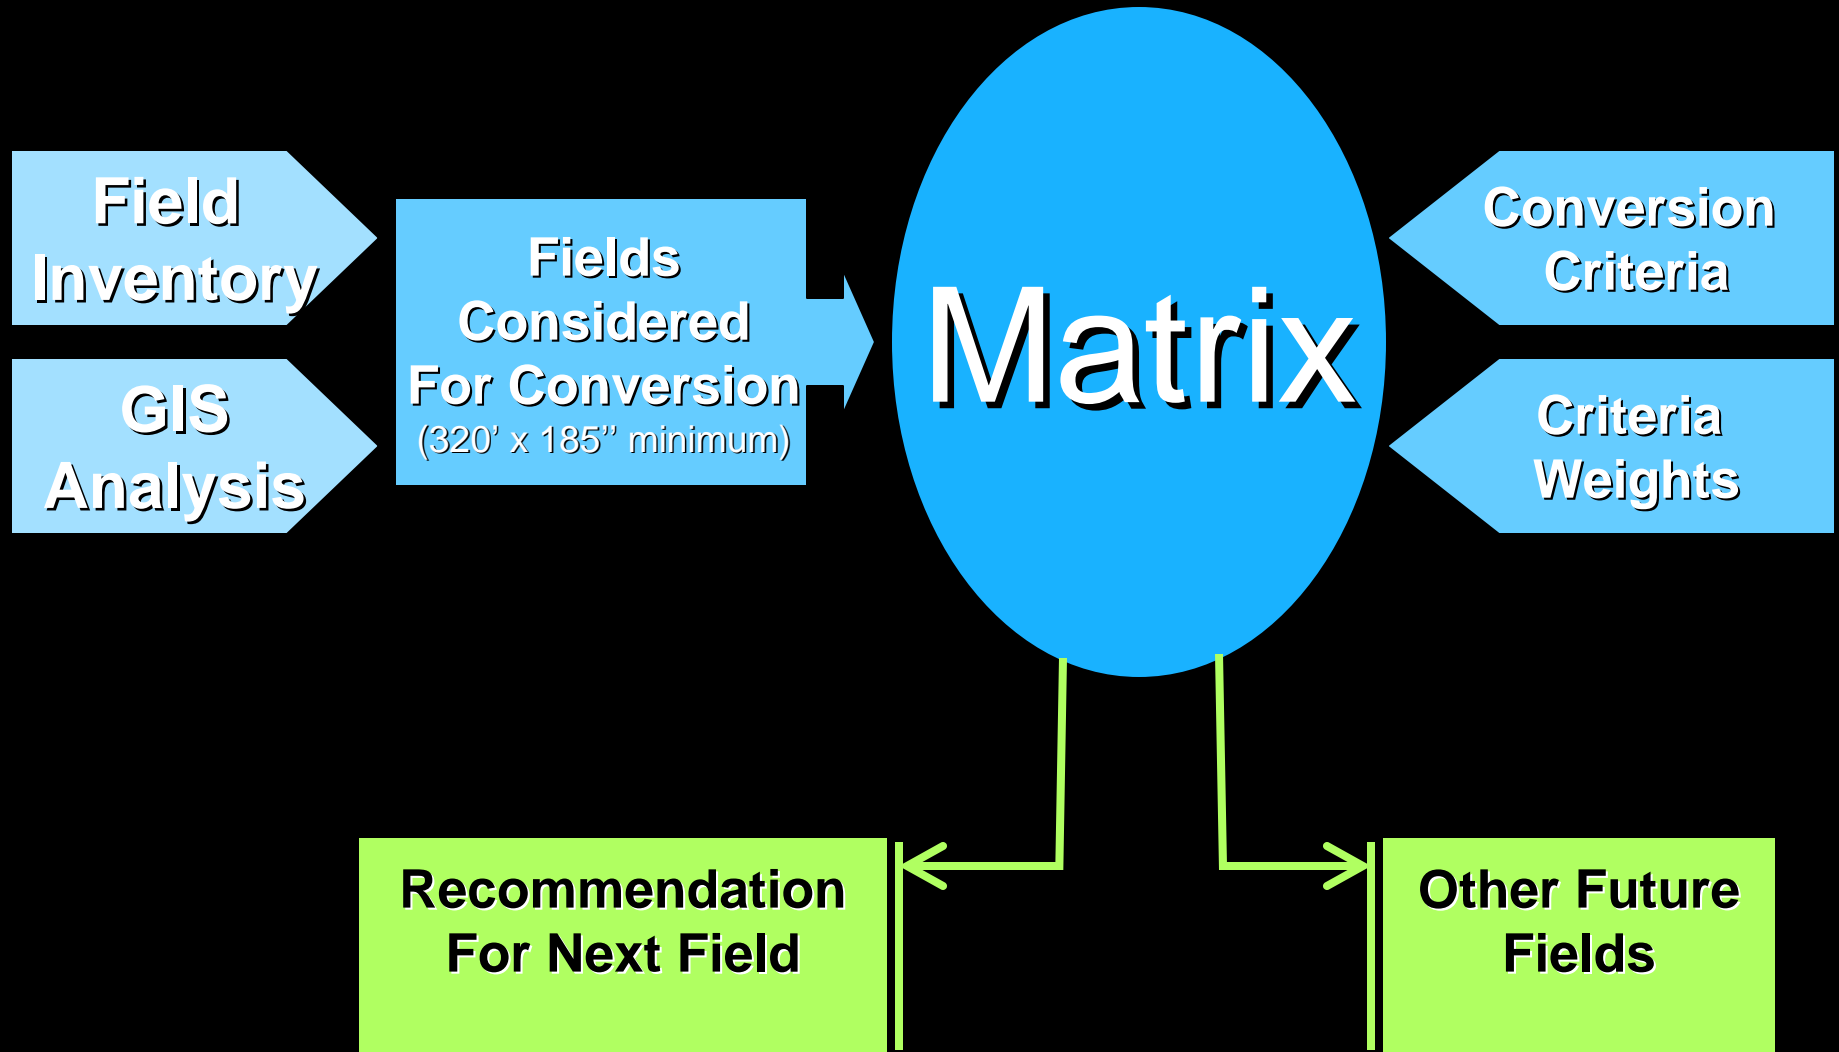 Field
Inventory
GIS
Analysis
Fields
Considered
For Conversion
(320’ x 185’’ minimum)
Matrix
Conversion
Criteria
Criteria
Weights
Recommendation
For Next Field
Other Future
Fields